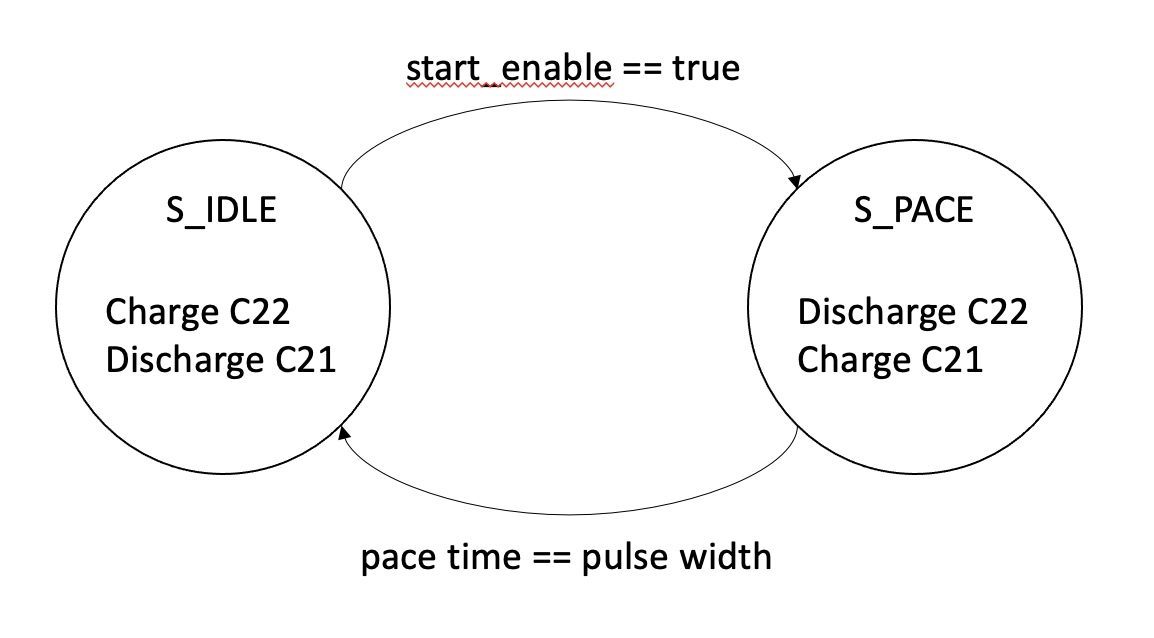 start_enable == true
S_IDLE
Charge C22
Discharge C21
S_PACE
Discharge C22
Charge C21
pace time == pulse width